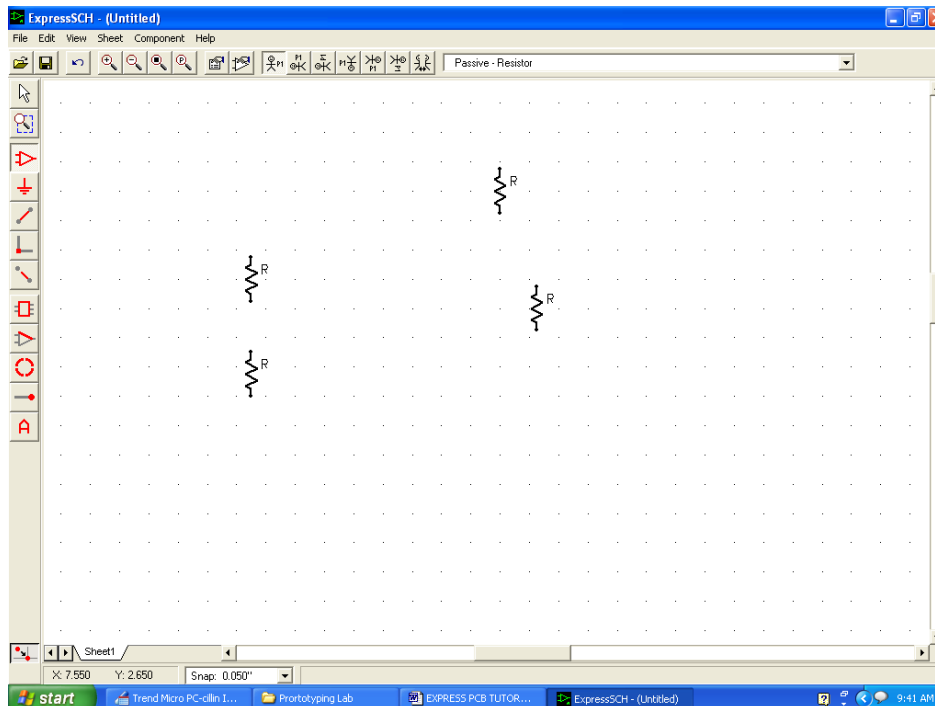 ExpressSCH - (Untitled)
File Edit View Sheet Component Help
Passive - Resistor
R
R
R
R
A
Sheet1
X: 7.550 Y: 2.650 Snap: 0.050"
start Trend Micro PC-cillin I... Prortotyping Lab EXPRESS PCB TUTOR... ExpressSCH - (Untitled) 9:41 AM